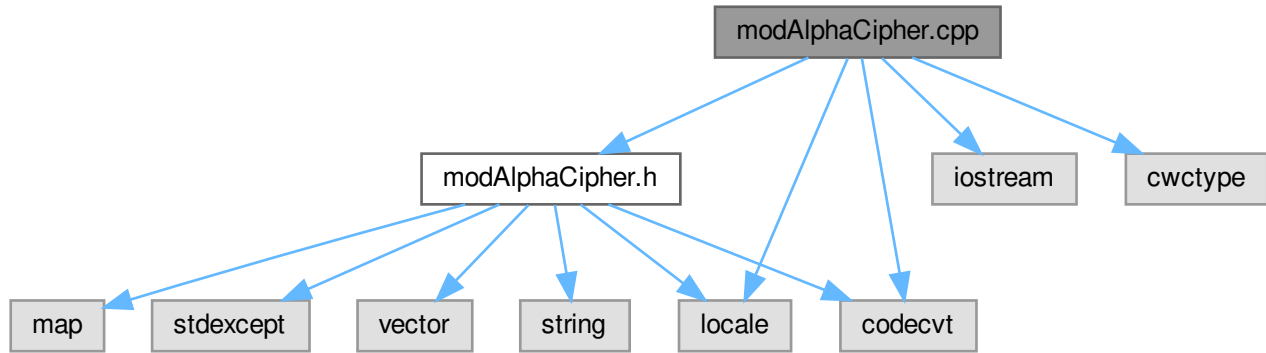 modAlphaCipher.cpp
modAlphaCipher.h
iostream
cwctype
map
stdexcept
vector
string
locale
codecvt